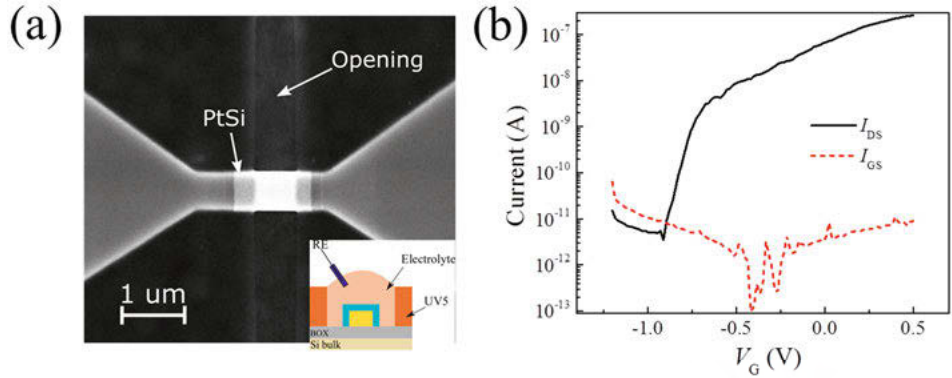 (a)
Opening
PtSi
1 um
RE
Electrolyte
UV5
BOX
Si bulk
(b)
Current (A)
10⁻⁷
10⁻⁸
10⁻⁹
10⁻¹⁰
10⁻¹¹
10⁻¹²
10⁻¹³
I_DS
I_GS
-1.0 -0.5 0.0 0.5
V_G (V)